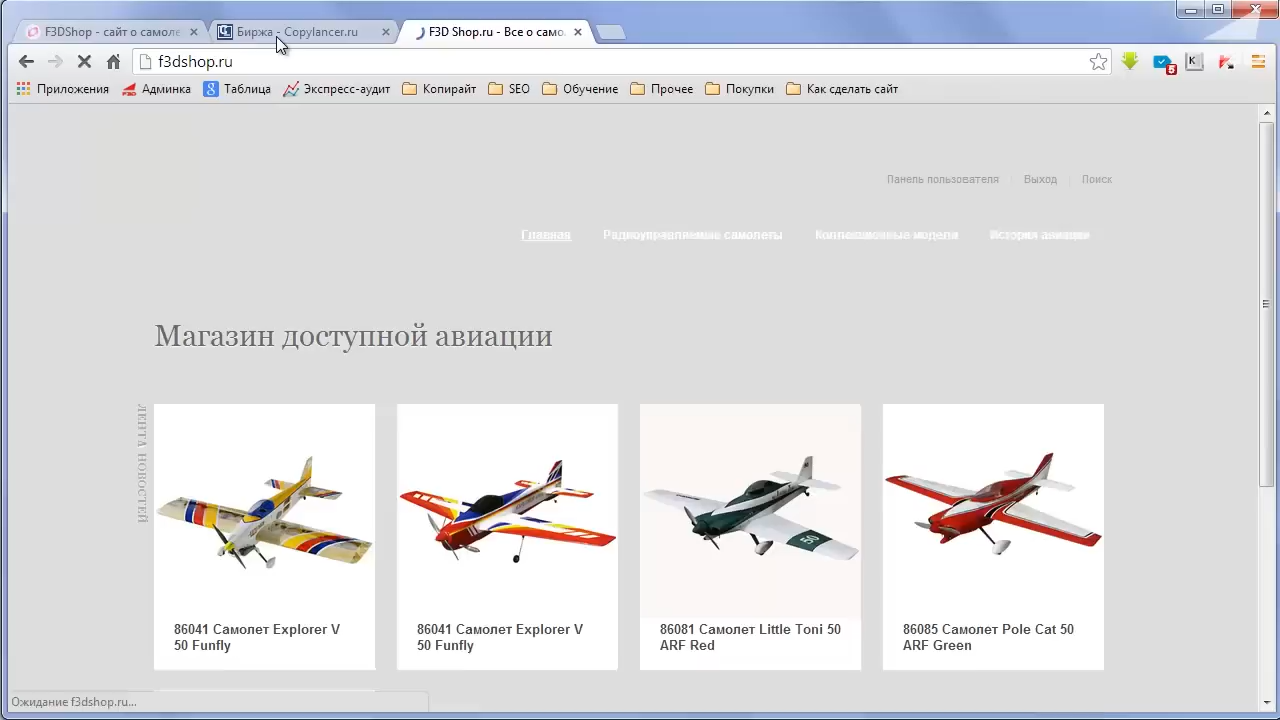 F3DShop - сайт о самоле
Биржа - Copylancer.ru
F3D Shop.ru - Все о само
f3dshop.ru
5
K
Приложения
Админка
Таблица
Экспресс-аудит
Копирайт
SEO
Обучение
Прочее
Покупки
Как сделать сайт
Панель пользователя
Выход
Поиск
Главная
Радиоуправляемые самолеты
Коллекционные модели
История авиации
Магазин доступной авиации
ЛЕНТА НОВОСТЕЙ
50
86041 Самолет Explorer V
50 Funfly
86041 Самолет Explorer V
50 Funfly
86081 Самолет Little Toni 50
ARF Red
86085 Самолет Pole Cat 50
ARF Green
Ожидание f3dshop.ru...